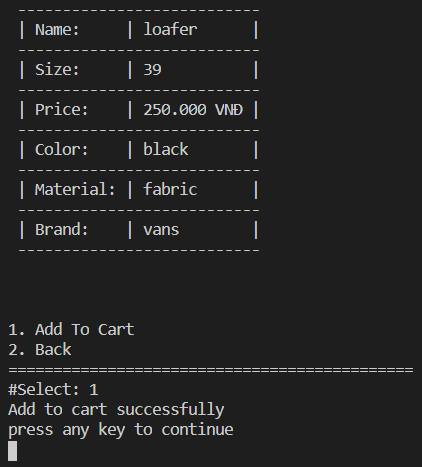 ---------------------------
| Name:     | loafer      |
---------------------------
| Size:     | 39          |
---------------------------
| Price:    | 250.000 VNĐ |
---------------------------
| Color:    | black       |
---------------------------
| Material: | fabric      |
---------------------------
| Brand:    | vans        |
---------------------------
1. Add To Cart
2. Back
=============================================
#Select: 1
Add to cart successfully
press any key to continue